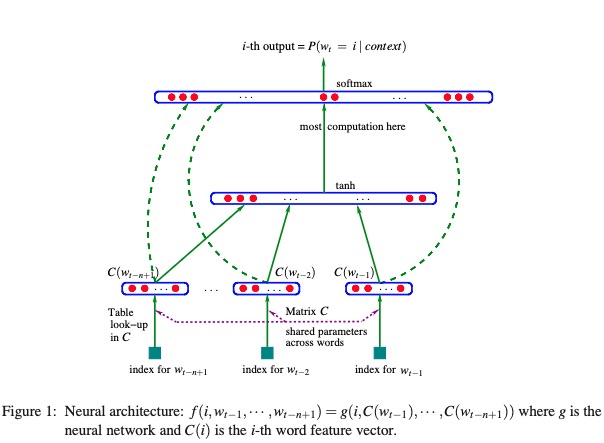 i-th output = P(w_t = i | context)
softmax
... ...
most computation here
tanh
... ...
C(w_{t−n+1}) C(w_{t−2}) C(w_{t−1})
... ... ... ...
Table
look−up
in C
Matrix C
shared parameters
across words
index for w_{t−n+1} index for w_{t−2} index for w_{t−1}
Figure 1: Neural architecture: f(i,w_{t−1},··· ,w_{t−n+1}) = g(i,C(w_{t−1}),··· ,C(w_{t−n+1})) where g is the
neural network and C(i) is the i-th word feature vector.